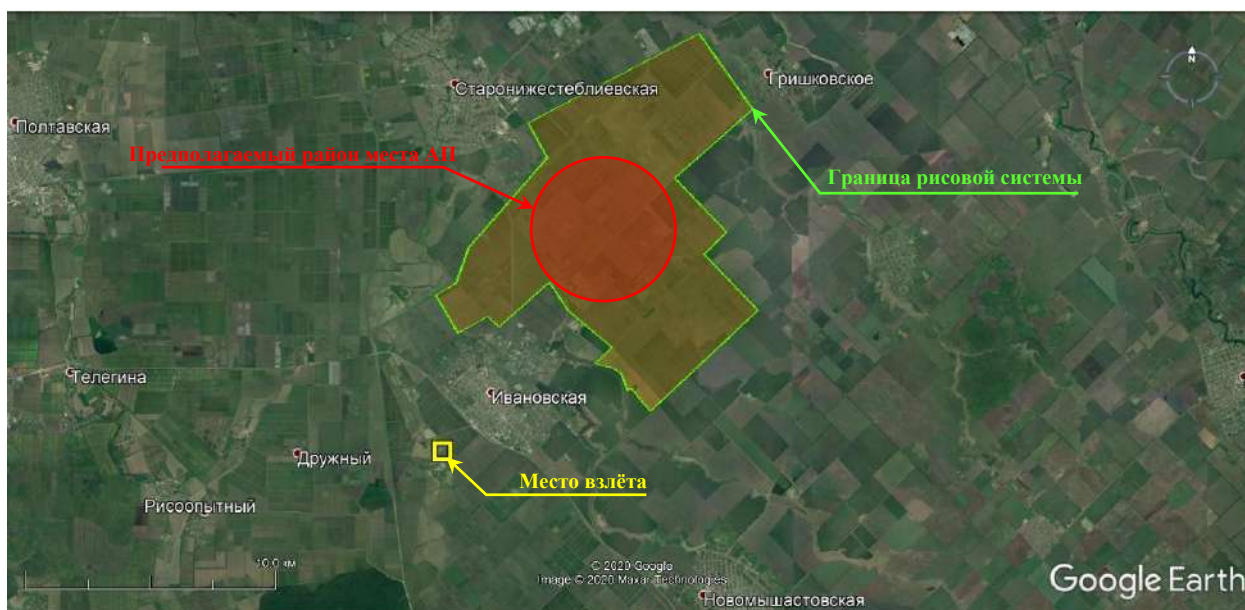 N
Старонижестеблиевская
Гришковское
Полтавская
Предполагаемый район места АП
Граница рисовой системы
Телегина
Ивановская
Дружный
Место взлёта
Рисоопытный
10.0 км
© 2020 Google
Image © 2020 Maxar Technologies
Google Earth
Новомышастовская